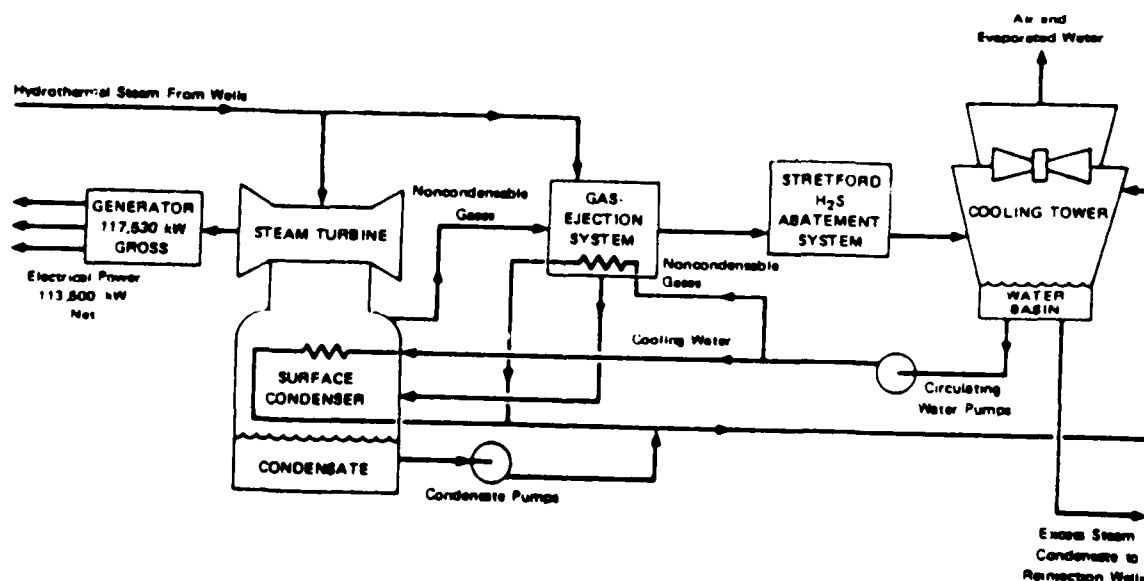 Air and
Evaporated Water
Hydrothermal Steam From Wells
GENERATOR
117,530 kW
GROSS
STEAM TURBINE
Noncondensable
Gases
GAS-
EJECTION
SYSTEM
STRETFORD
H₂S
ABATEMENT
SYSTEM
COOLING TOWER
Electrical Power
113,500 kW
Net
Noncondensable
Gases
WATER
BASIN
Cooling Water
SURFACE
CONDENSER
Circulating
Water Pumps
CONDENSATE
Condensate Pumps
Excess Steam
Condensate to
Reinjection Wells